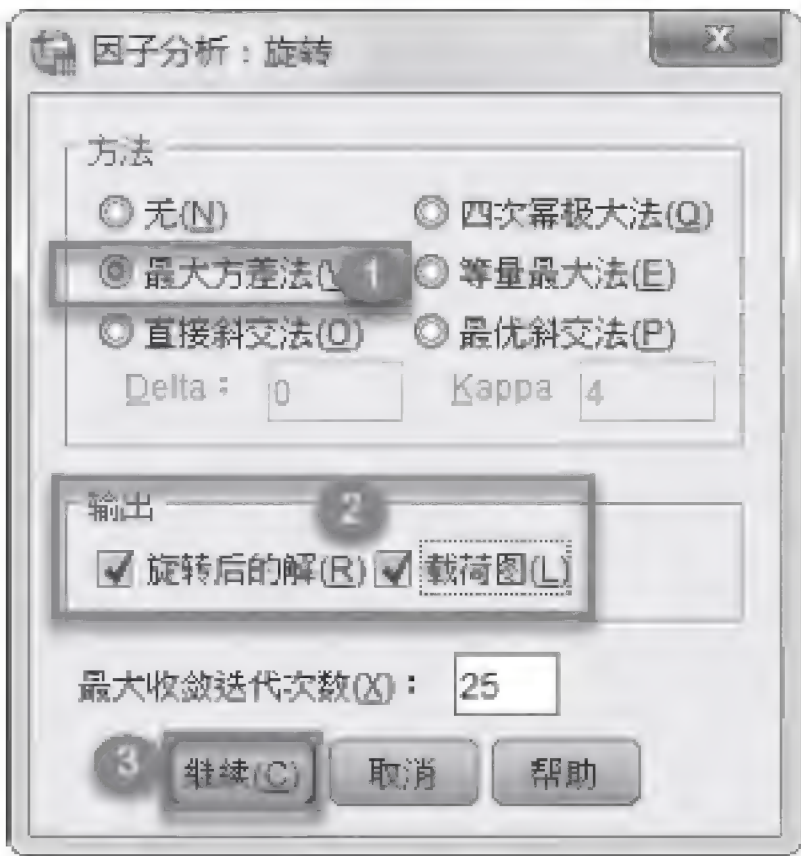 因子分析：旋转
方法
无(N) 四次幂极大法(Q)
最大方差法(V 1 等量最大法(E)
直接斜交法(O) 最优斜交法(P)
Delta： 0 Kappa 4
输出 2
旋转后的解(R) 载荷图(L)
最大收敛迭代次数(X)： 25
3 继续(C) 取消 帮助